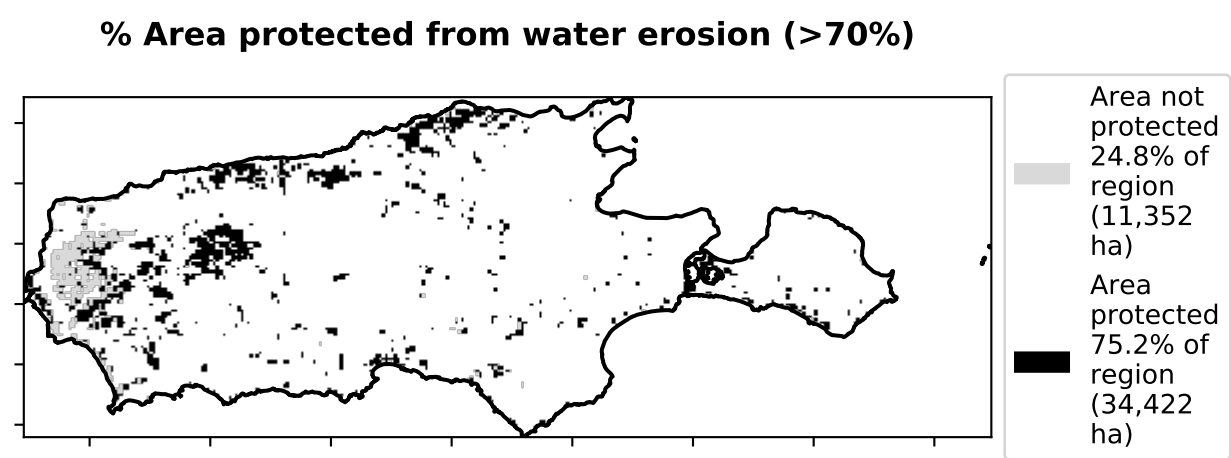 % Area protected from water erosion (>70%)
Area not
protected
24.8% of
region
(11,352
ha)
Area
protected
75.2% of
region
(34,422
ha)